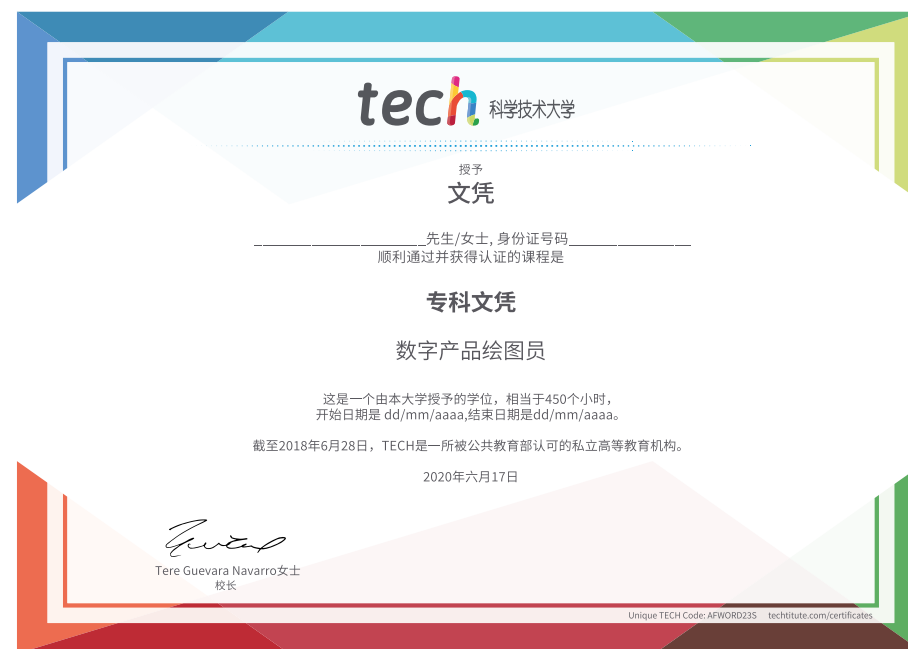 tech 科学技术大学
授予
文凭
______________________先生/女士, 身份证号码________________
顺利通过并获得认证的课程是
专科文凭
数字产品绘图员
这是一个由本大学授予的学位，相当于450个小时，
开始日期是 dd/mm/aaaa,结束日期是dd/mm/aaaa。
截至2018年6月28日，TECH是一所被公共教育部认可的私立高等教育机构。
2020年六月17日
Tere Guevara Navarro女士
校长
Unique TECH Code: AFWORD23S techtitute.com/certificates